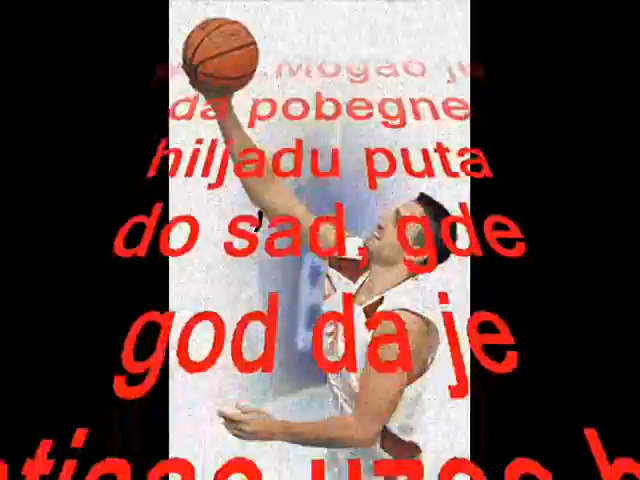 Mogao je
da pobegne
hiljadu puta
do sad, gde
god da je